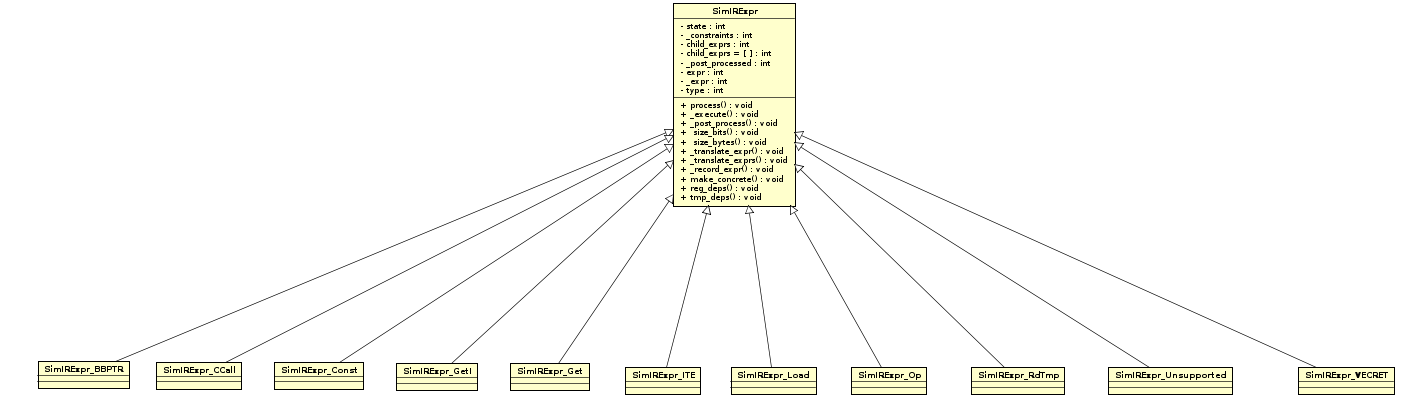 SimIRExpr
- state : int
- _constraints : int
- child_exprs : int
- child_exprs = [ ] : int
- _post_processed : int
- expr : int
- _expr : int
- type : int
+ process() : void
+ _execute() : void
+ _post_process() : void
+ size_bits() : void
+ size_bytes() : void
+ _translate_expr() : void
+ _translate_exprs() : void
+ _record_expr() : void
+ make_concrete() : void
+ reg_deps() : void
+ tmp_deps() : void
SimIRExpr_BBPTR
SimIRExpr_CCall
SimIRExpr_Const
SimIRExpr_GetI
SimIRExpr_Get
SimIRExpr_ITE
SimIRExpr_Load
SimIRExpr_Op
SimIRExpr_RdTmp
SimIRExpr_Unsupported
SimIRExpr_VECRET